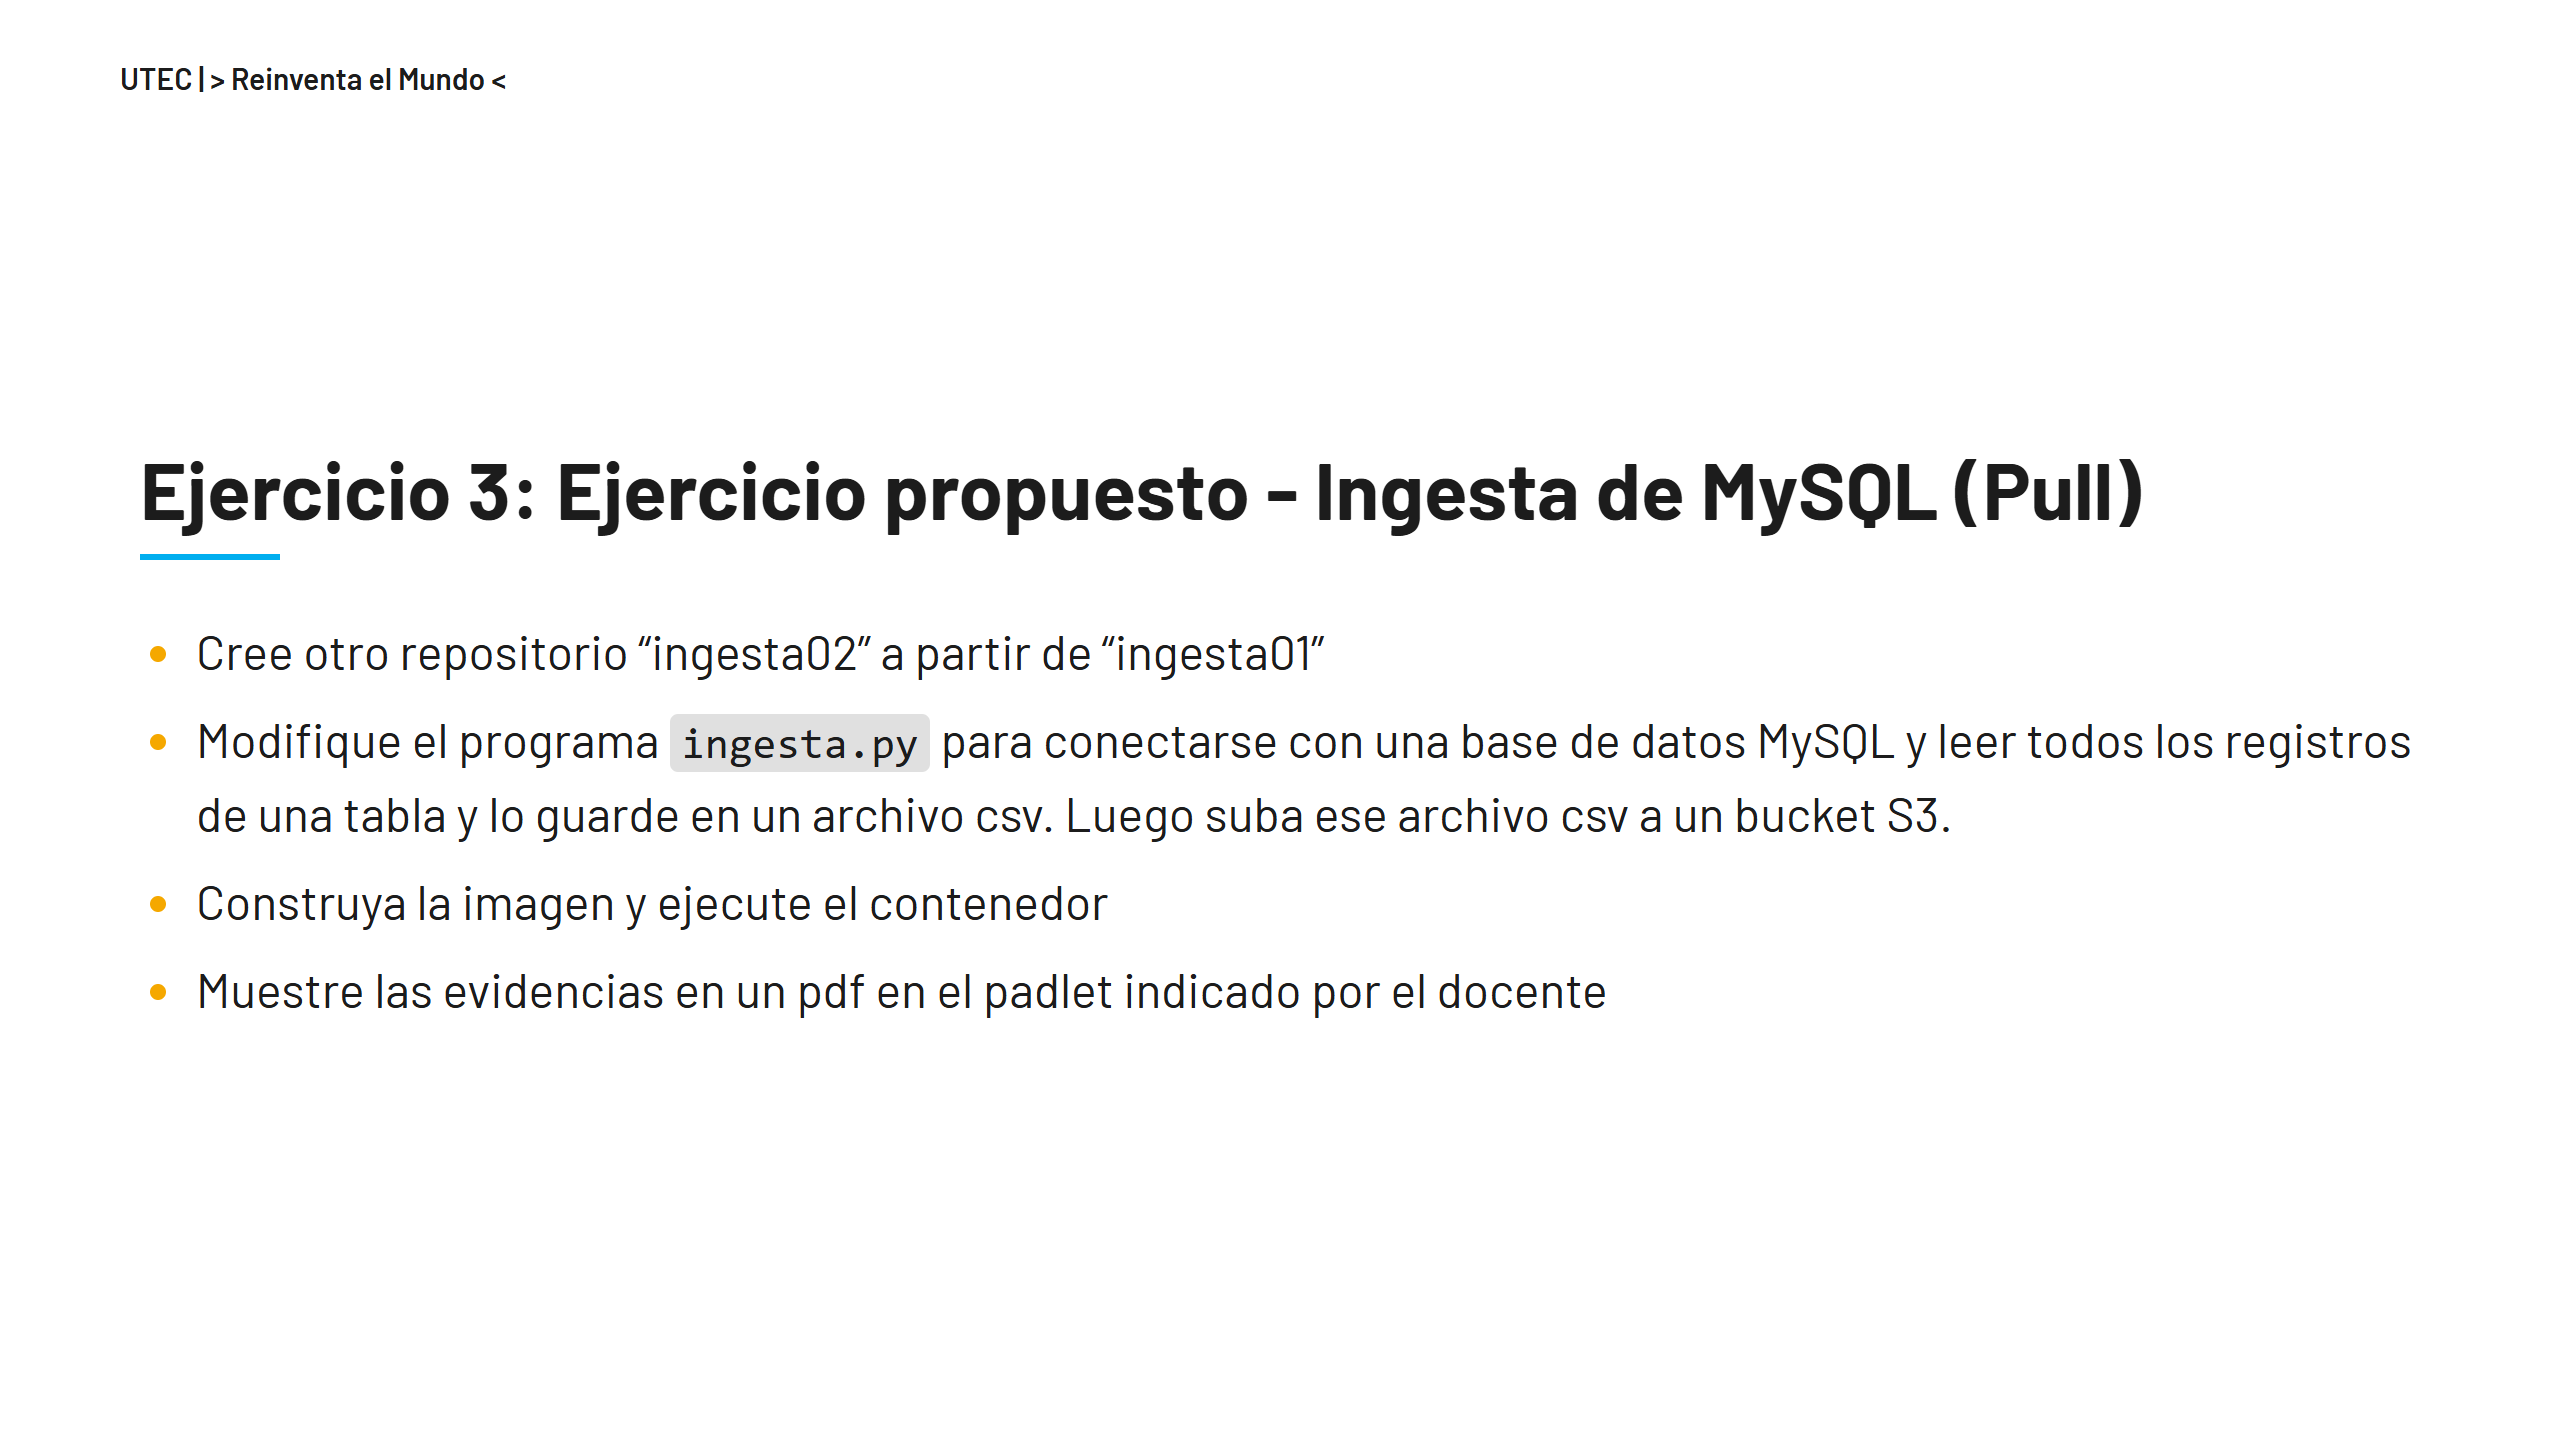 UTEC | > Reinventa el Mundo <
Ejercicio 3: Ejercicio propuesto - Ingesta de MySQL (Pull)
• Cree otro repositorio “ingesta02” a partir de “ingesta01”
• Modifique el programa ingesta.py para conectarse con una base de datos MySQL y leer todos los registros
de una tabla y lo guarde en un archivo csv. Luego suba ese archivo csv a un bucket S3.
• Construya la imagen y ejecute el contenedor
• Muestre las evidencias en un pdf en el padlet indicado por el docente